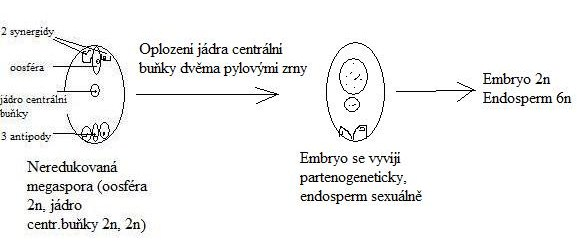 2 synergidy
oosféra
jádro centrální
buňky
3 antipody
Neredukovaná
megaspora (oosféra
2n, jádro
centr.buňky 2n, 2n)
Oplození jádra centrální
buňky dvěma pylovými zrny
Embryo se vyvíjí
partenogeneticky,
endosperm sexuálně
Embryo 2n
Endosperm 6n